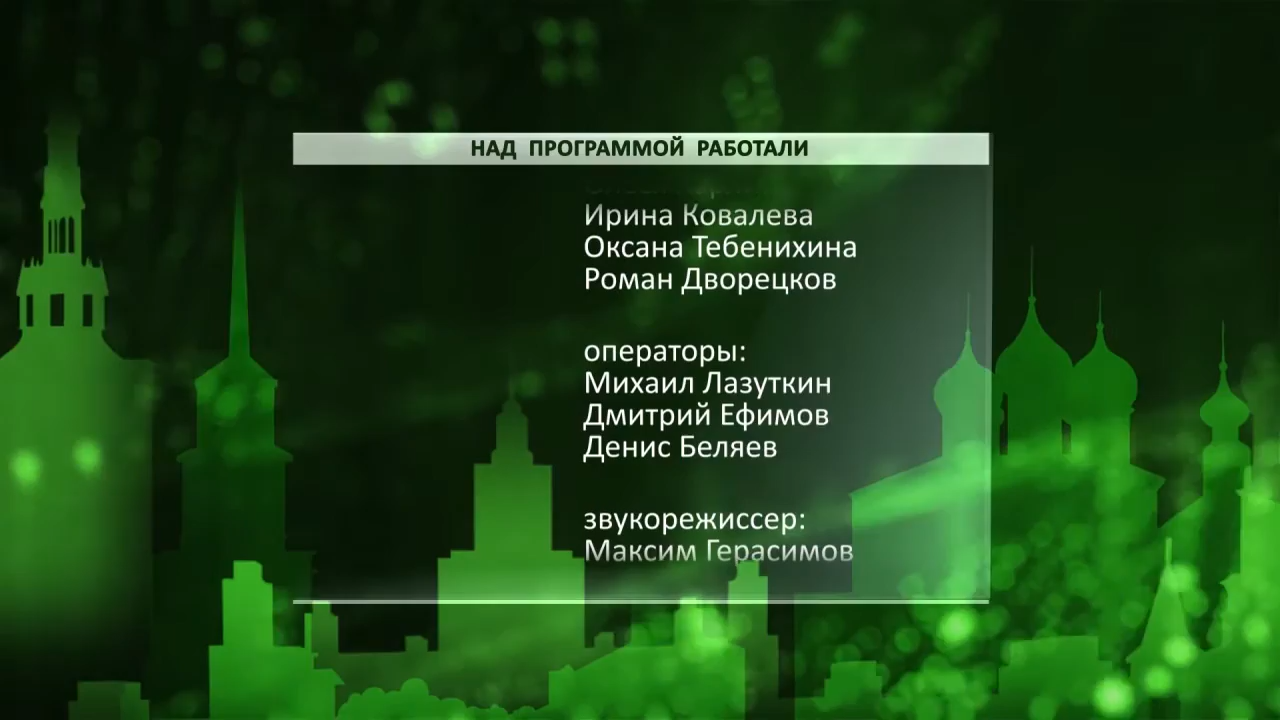 НАД ПРОГРАММОЙ РАБОТАЛИ
Ирина Ковалева
Оксана Тебенихина
Роман Дворецков
операторы:
Михаил Лазуткин
Дмитрий Ефимов
Денис Беляев
звукорежиссер:
Максим Герасимов